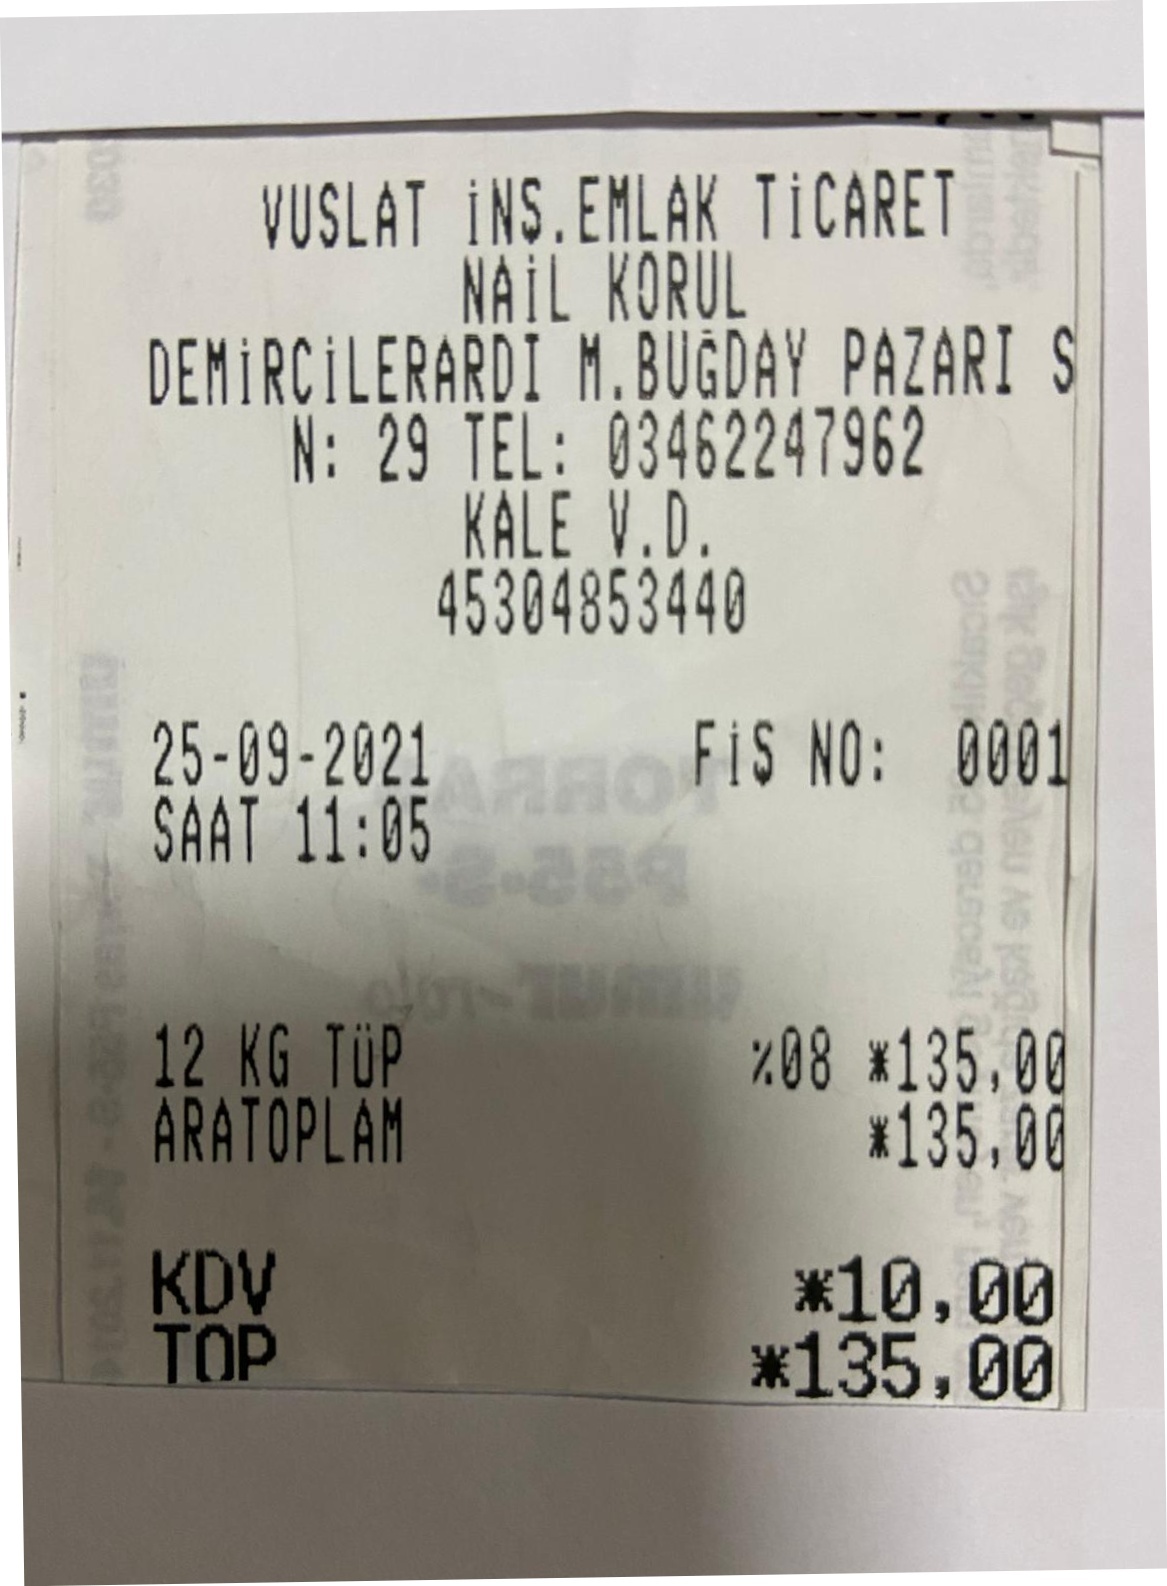 VUSLAT İNŞ.EMLAK TİCARET
NAİL KORUL
DEMİRCİLERARDI M.BUĞDAY PAZARI S
N: 29 TEL: 03462247962
KALE V.D.
45304853440
25-09-2021 FİŞ NO: 0001
SAAT 11:05
12 KG TÜP %08 *135,00
ARATOPLAM *135,00
KDV *10,00
TOP *135,00